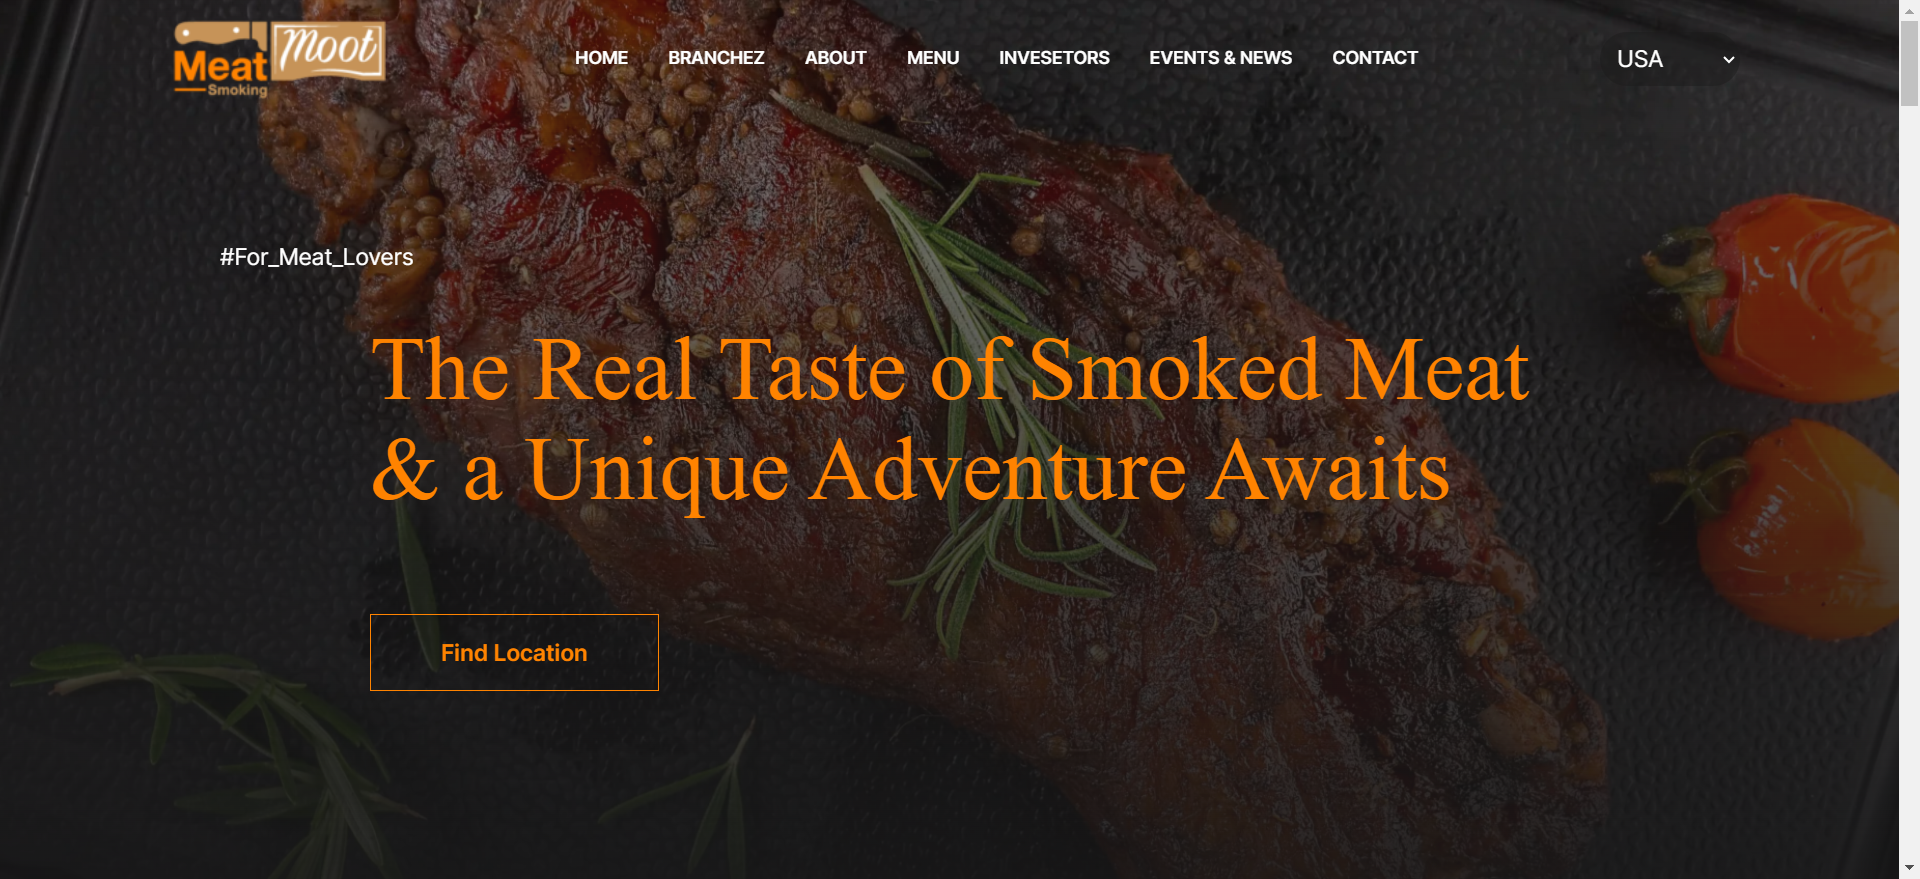 Meat Moot
Smoking
HOME BRANCHEZ ABOUT MENU INVESETORS EVENTS & NEWS CONTACT USA
#For_Meat_Lovers
The Real Taste of Smoked Meat
& a Unique Adventure Awaits
Find Location